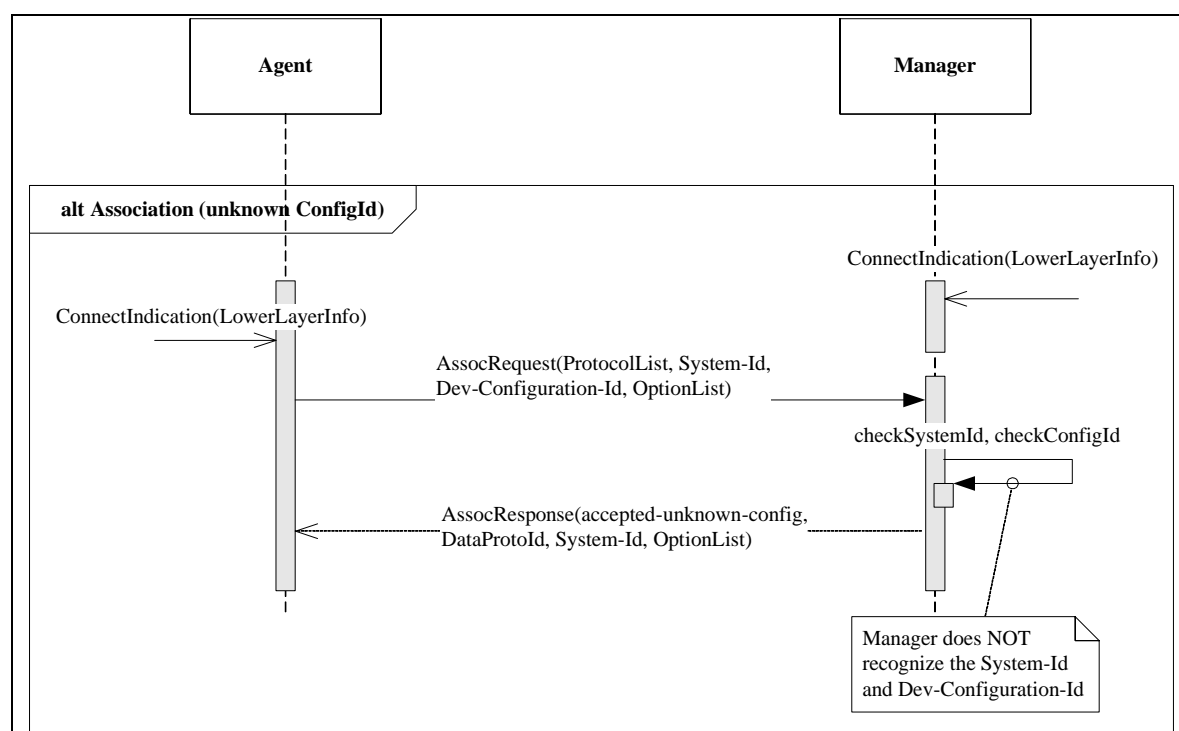 Agent
Manager
alt Association (unknown ConfigId)
ConnectIndication(LowerLayerInfo)
ConnectIndication(LowerLayerInfo)
AssocRequest(ProtocolList, System-Id,
Dev-Configuration-Id, OptionList)
checkSystemId, checkConfigId
AssocResponse(accepted-unknown-config,
DataProtoId, System-Id, OptionList)
Manager does NOT
recognize the System-Id
and Dev-Configuration-Id